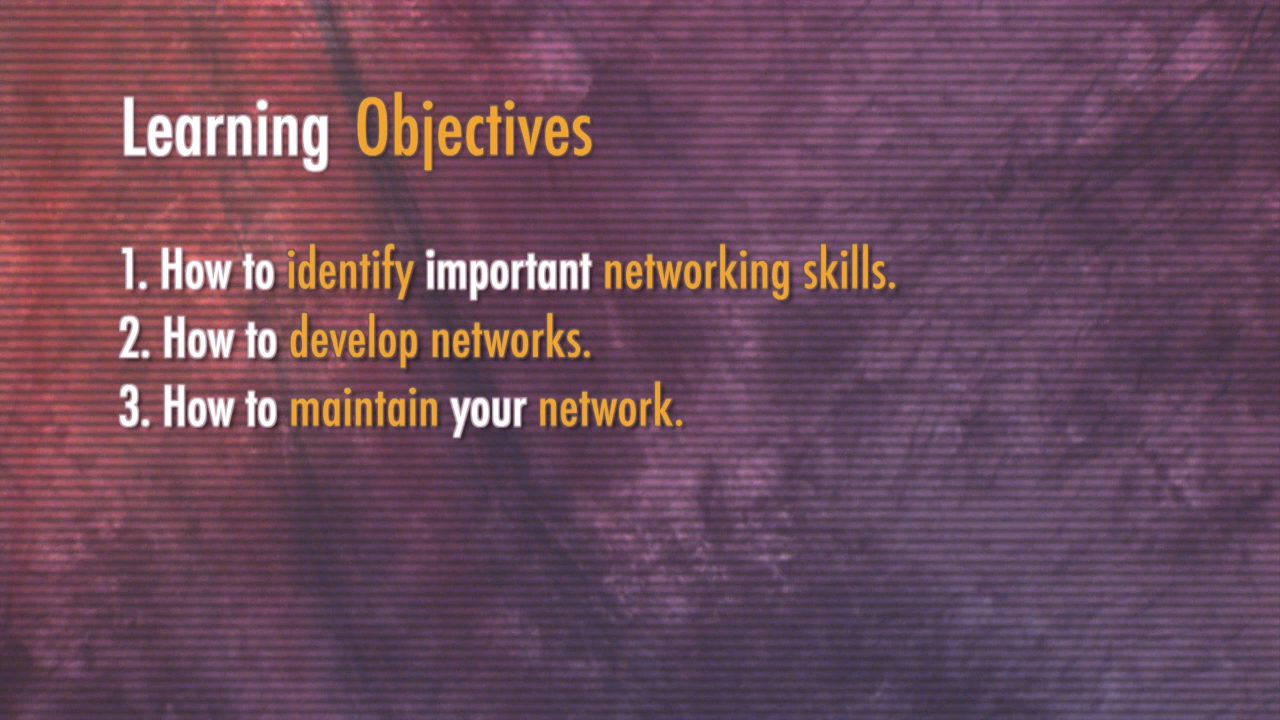 Learning Objectives
1. How to identify important networking skills.
2. How to develop networks.
3. How to maintain your network.